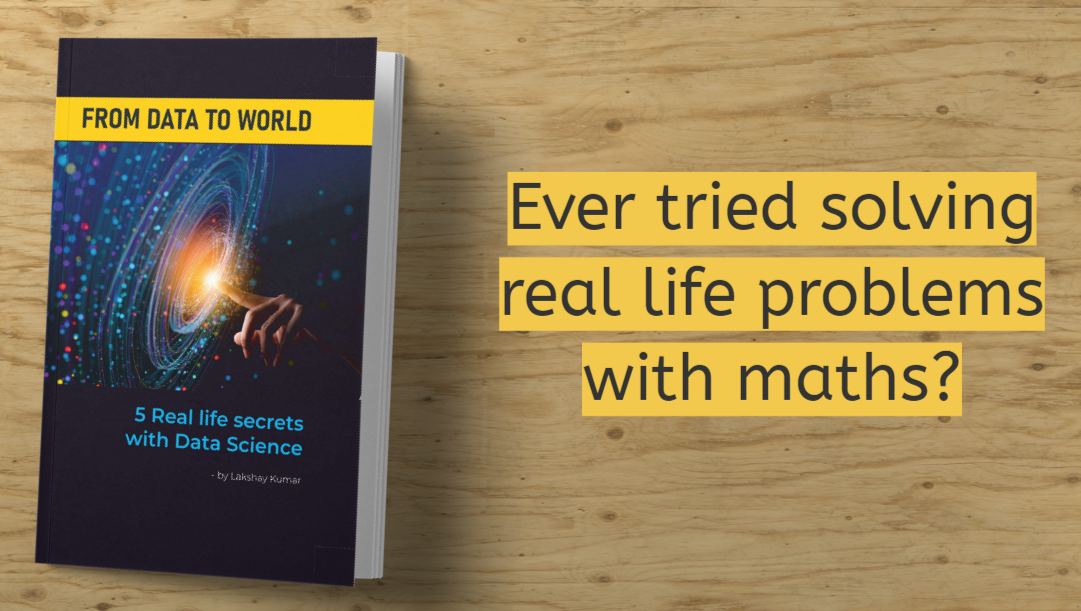 FROM DATA TO WORLD
5 Real life secrets
with Data Science
- by Lakshay Kumar
Ever tried solving
real life problems
with maths?